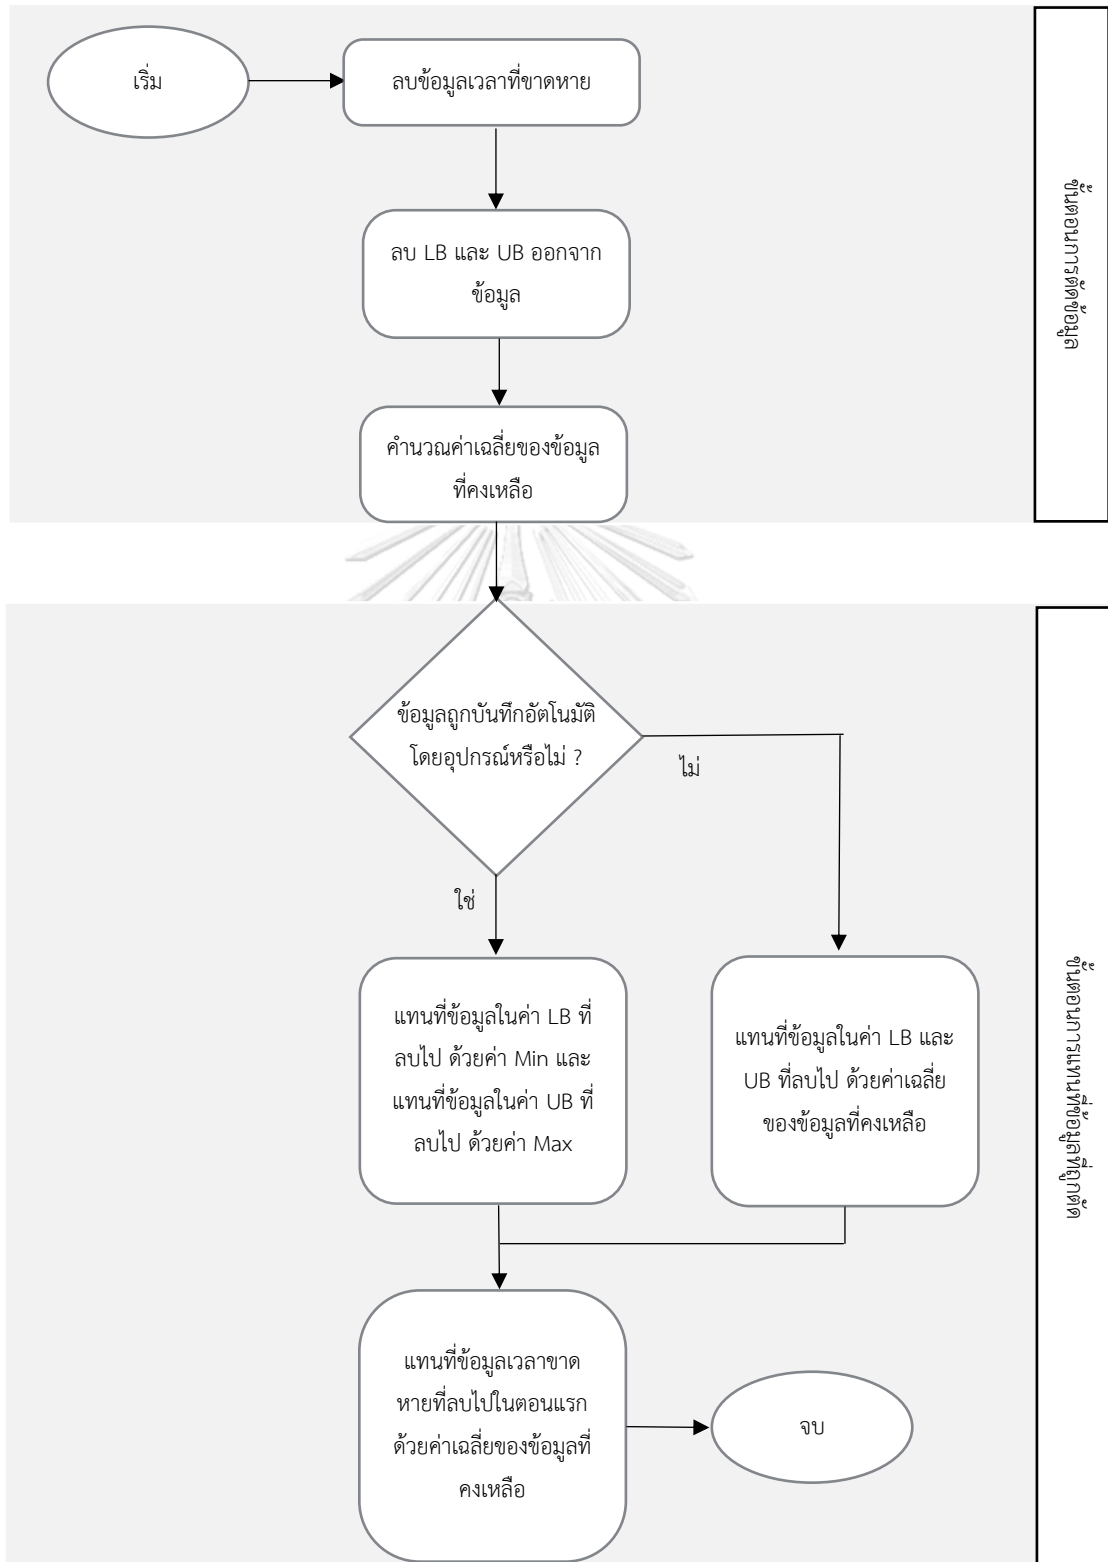 เริ่ม
ลบข้อมูลเวลาที่ขาดหาย
ลบ LB และ UB ออกจาก
ข้อมูล
คำนวณค่าเฉลี่ยของข้อมูล
ที่คงเหลือ
ขั้นตอนการตัดข้อมูล
ข้อมูลถูกบันทึกอัตโนมัติ
โดยอุปกรณ์หรือไม่ ?
ไม่
ใช่
แทนที่ข้อมูลในค่า LB ที่
ลบไป ด้วยค่า Min และ
แทนที่ข้อมูลในค่า UB ที่
ลบไป ด้วยค่า Max
แทนที่ข้อมูลในค่า LB และ
UB ที่ลบไป ด้วยค่าเฉลี่ย
ของข้อมูลที่คงเหลือ
ขั้นตอนการแทนที่ข้อมูลที่ถูกตัด
แทนที่ข้อมูลเวลาขาด
หายที่ลบไปในตอนแรก
ด้วยค่าเฉลี่ยของข้อมูลที่
คงเหลือ
จบ